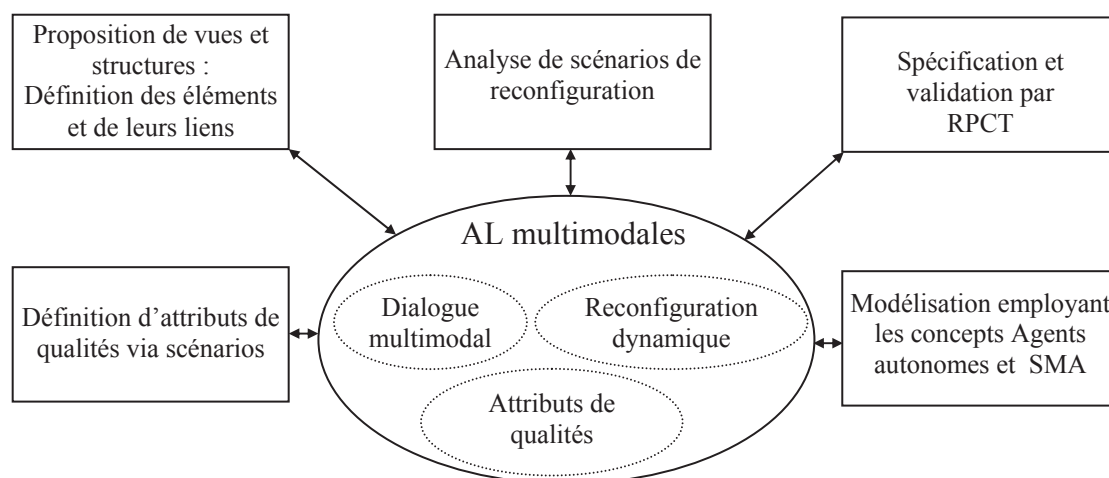 Proposition de vues et
structures :
Définition des éléments
et de leurs liens
Analyse de scénarios de
reconfiguration
Spécification et
validation par
RPCT
AL multimodales
Définition d’attributs de
qualités via scénarios
Dialogue
multimodal
Reconfiguration
dynamique
Attributs de
qualités
Modélisation employant
les concepts Agents
autonomes et SMA